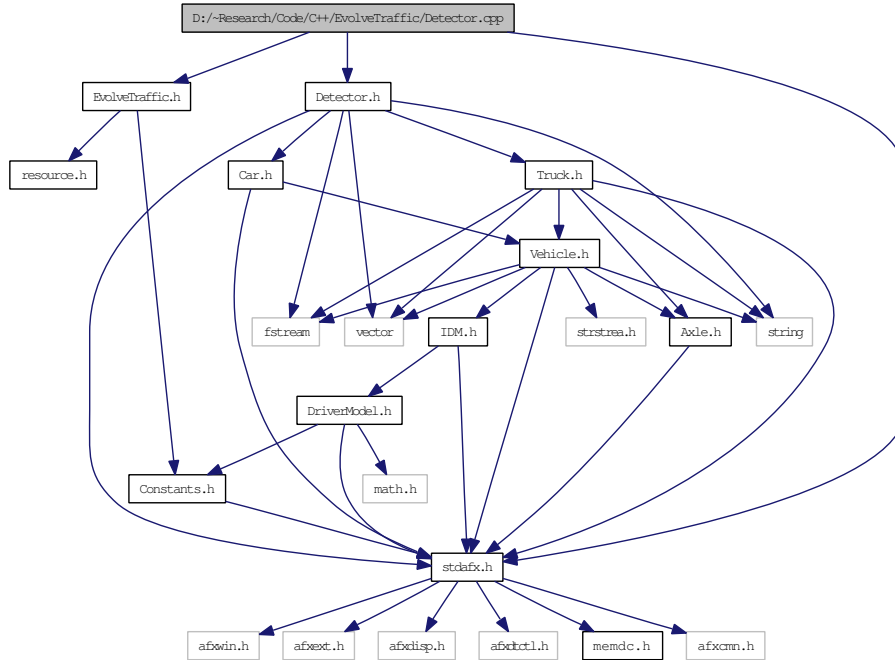 D:/~Research/Code/C++/EvolveTraffic/Detector.cpp
EvolveTraffic.h
Detector.h
resource.h
Car.h
Truck.h
Vehicle.h
fstream
vector
IDM.h
strstrea.h
Axle.h
string
DriverModel.h
Constants.h
math.h
stdafx.h
afxwin.h
afxext.h
afxdisp.h
afxdtctl.h
memdc.h
afxcmn.h